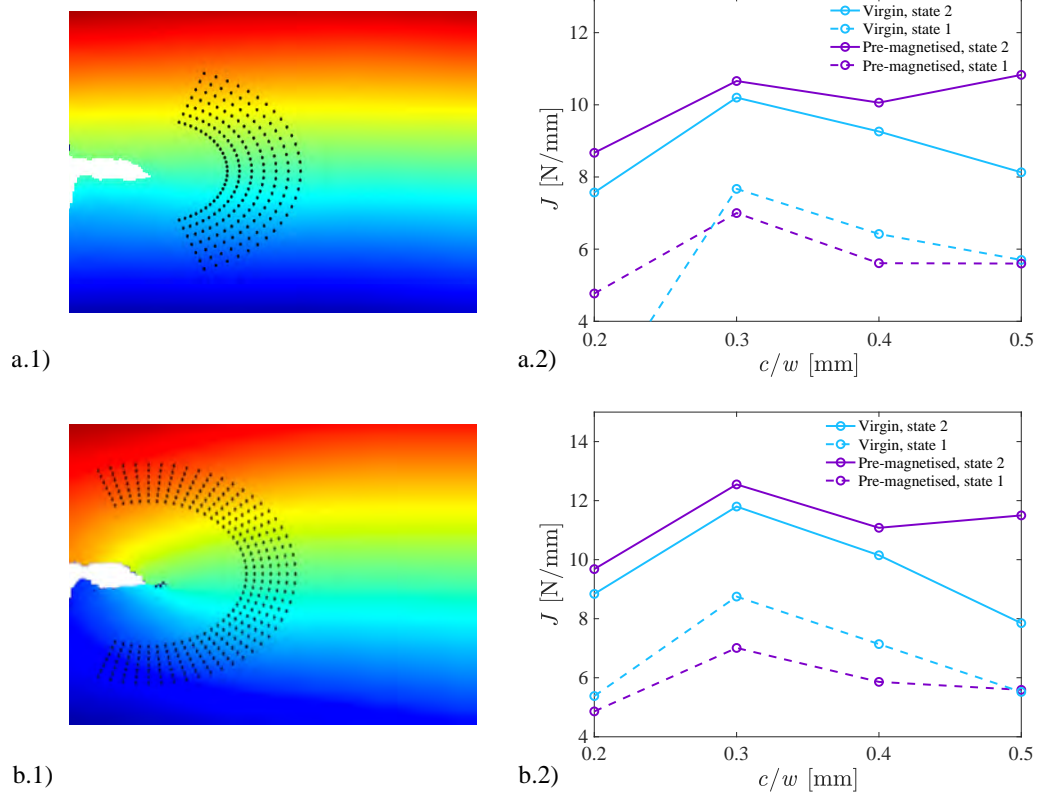 a.1)
12
10
8
6
4
J [N/mm]
0.2 0.3 0.4 0.5
c/w [mm]
Virgin, state 2
Virgin, state 1
Pre-magnetised, state 2
Pre-magnetised, state 1
a.2)
b.1)
14
12
10
8
6
4
J [N/mm]
0.2 0.3 0.4 0.5
c/w [mm]
Virgin, state 2
Virgin, state 1
Pre-magnetised, state 2
Pre-magnetised, state 1
b.2)